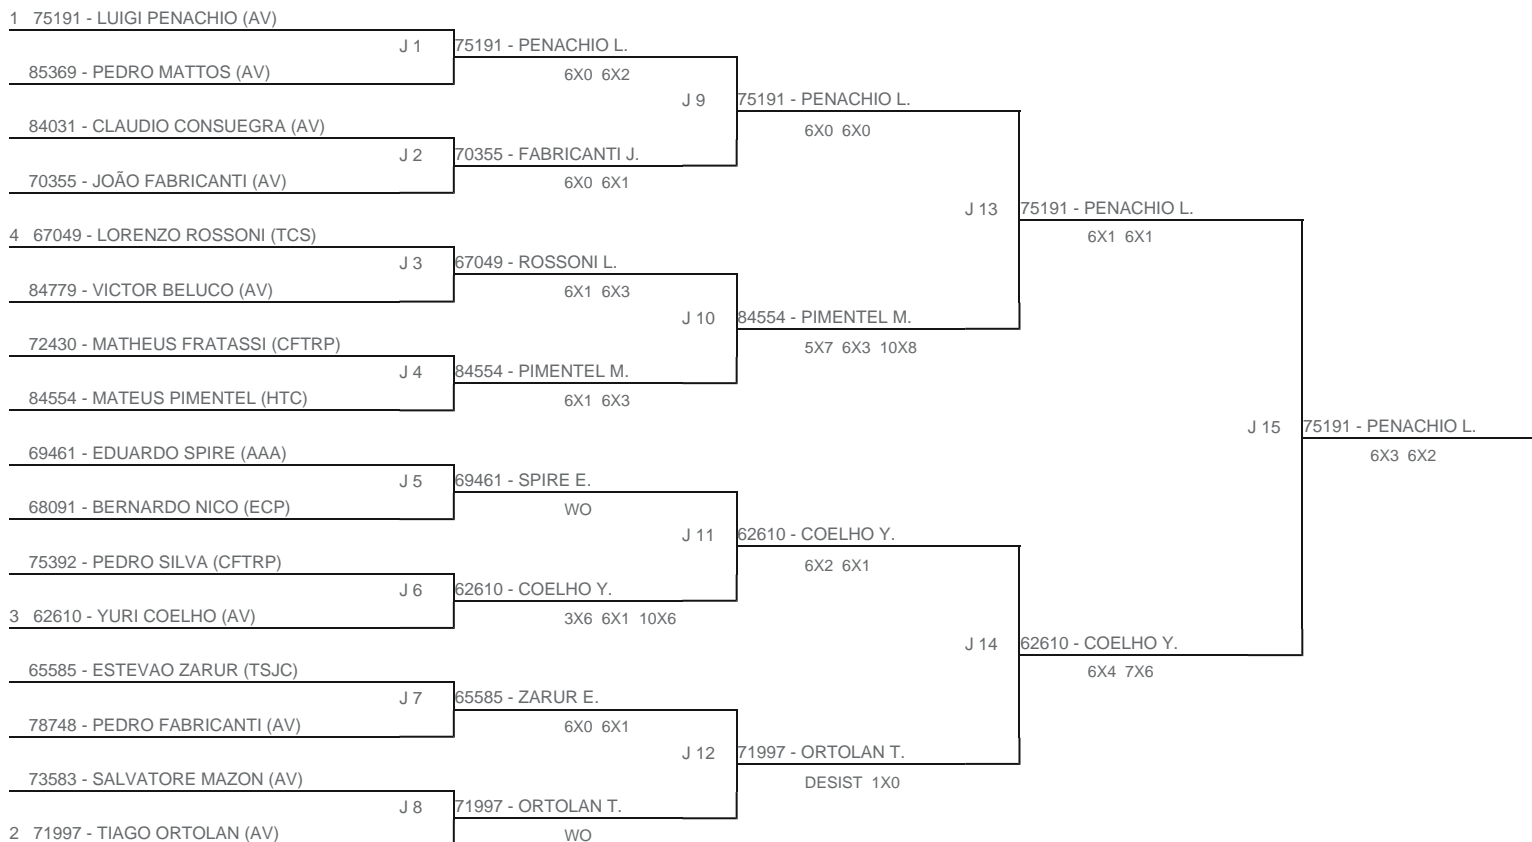 1 75191 - LUIGI PENACHIO (AV)
J 1
75191 - PENACHIO L.
85369 - PEDRO MATTOS (AV)
6X0 6X2
J 9
75191 - PENACHIO L.
84031 - CLAUDIO CONSUEGRA (AV)
6X0 6X0
J 2
70355 - FABRICANTI J.
70355 - JOÃO FABRICANTI (AV)
6X0 6X1
J 13
75191 - PENACHIO L.
4 67049 - LORENZO ROSSONI (TCS)
6X1 6X1
J 3
67049 - ROSSONI L.
84779 - VICTOR BELUCO (AV)
6X1 6X3
J 10
84554 - PIMENTEL M.
72430 - MATHEUS FRATASSI (CFTRP)
5X7 6X3 10X8
J 4
84554 - PIMENTEL M.
84554 - MATEUS PIMENTEL (HTC)
6X1 6X3
J 15
75191 - PENACHIO L.
69461 - EDUARDO SPIRE (AAA)
6X3 6X2
J 5
69461 - SPIRE E.
68091 - BERNARDO NICO (ECP)
WO
J 11
62610 - COELHO Y.
75392 - PEDRO SILVA (CFTRP)
6X2 6X1
J 6
62610 - COELHO Y.
3 62610 - YURI COELHO (AV)
3X6 6X1 10X6
J 14
62610 - COELHO Y.
65585 - ESTEVAO ZARUR (TSJC)
6X4 7X6
J 7
65585 - ZARUR E.
78748 - PEDRO FABRICANTI (AV)
6X0 6X1
J 12
71997 - ORTOLAN T.
73583 - SALVATORE MAZON (AV)
DESIST 1X0
J 8
71997 - ORTOLAN T.
2 71997 - TIAGO ORTOLAN (AV)
WO